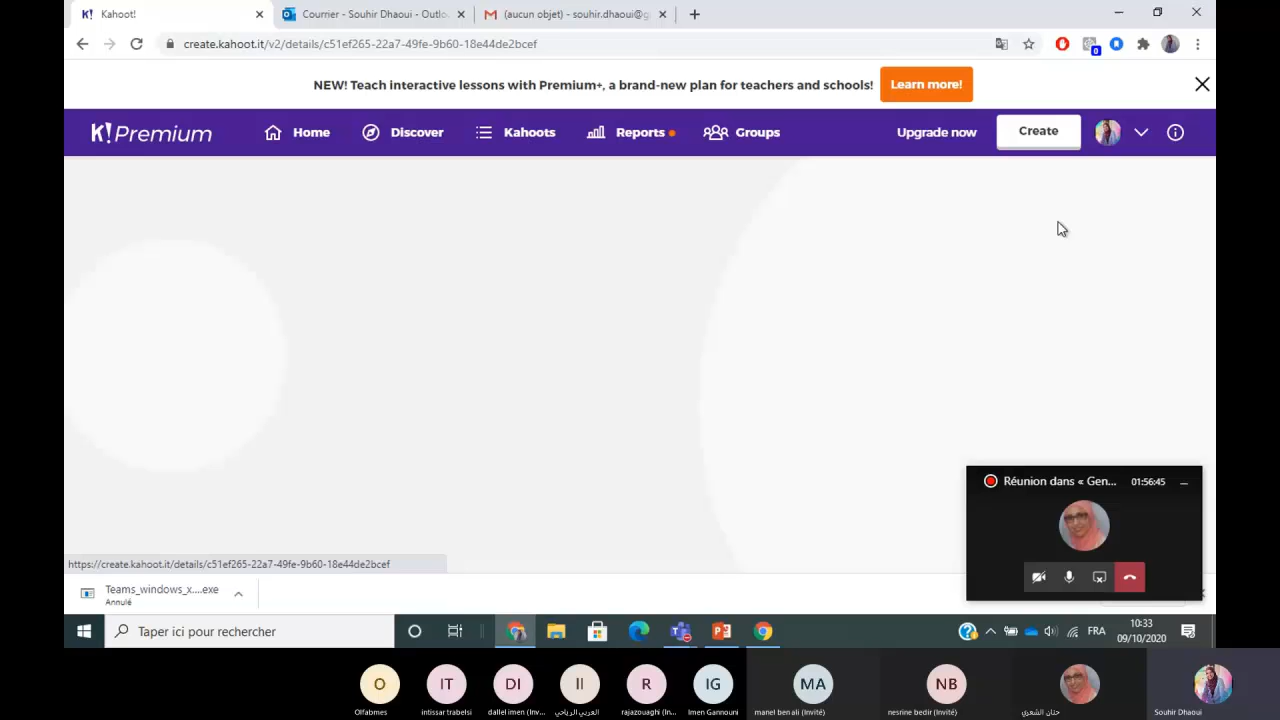 Kahoot!
Courrier - Souhir Dhaoui - Outlo
(aucun objet) - souhir.dhaoui@g
create.kahoot.it/v2/details/c51ef265-22a7-49fe-9b60-18e44de2bcef
0
NEW! Teach interactive lessons with Premium+, a brand-new plan for teachers and schools!
Learn more!
K!Premium
Home
Discover
Kahoots
Reports
Groups
Upgrade now
Create
Réunion dans « Gen...
01:56:45
https://create.kahoot.it/details/c51ef265-22a7-49fe-9b60-18e44de2bcef
Teams_windows_x....exe
Annulé
Taper ici pour rechercher
FRA
10:33
09/10/2020
O
IT
DI
II
R
IG
MA
NB
Olfabmes
intissar trabelsi
dallel imen (Inv...
العربي الرياحي
rajazouaghi (In...
Imen Gannouni
manel ben ali (Invité)
nesrine bedir (Invité)
حنان الشعري
Souhir Dhaoui